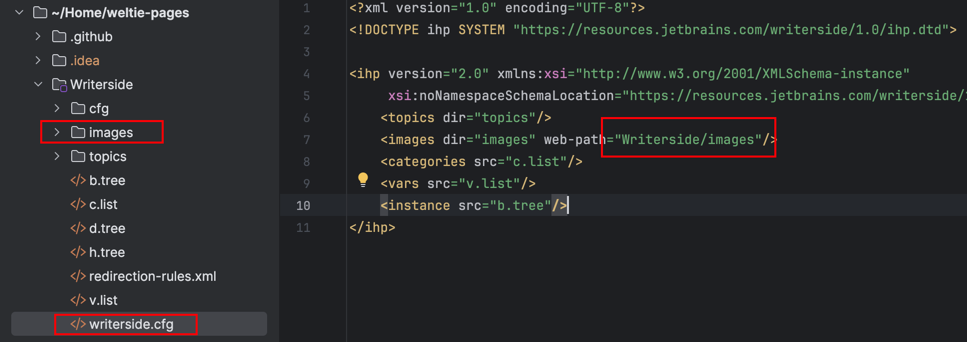 ~/Home/weltie-pages
.github
.idea
Writerside
cfg
images
topics
b.tree
c.list
d.tree
h.tree
redirection-rules.xml
v.list
writerside.cfg
1 <?xml version="1.0" encoding="UTF-8"?>
2 <!DOCTYPE ihp SYSTEM "https://resources.jetbrains.com/writerside/1.0/ihp.dtd">
3
4 <ihp version="2.0" xmlns:xsi="http://www.w3.org/2001/XMLSchema-instance"
5 xsi:noNamespaceSchemaLocation="https://resources.jetbrains.com/writerside/
6 <topics dir="topics"/>
7 <images dir="images" web-path="Writerside/images"/>
8 <categories src="c.list"/>
9 <vars src="v.list"/>
10 <instance src="b.tree"/>
11 </ihp>